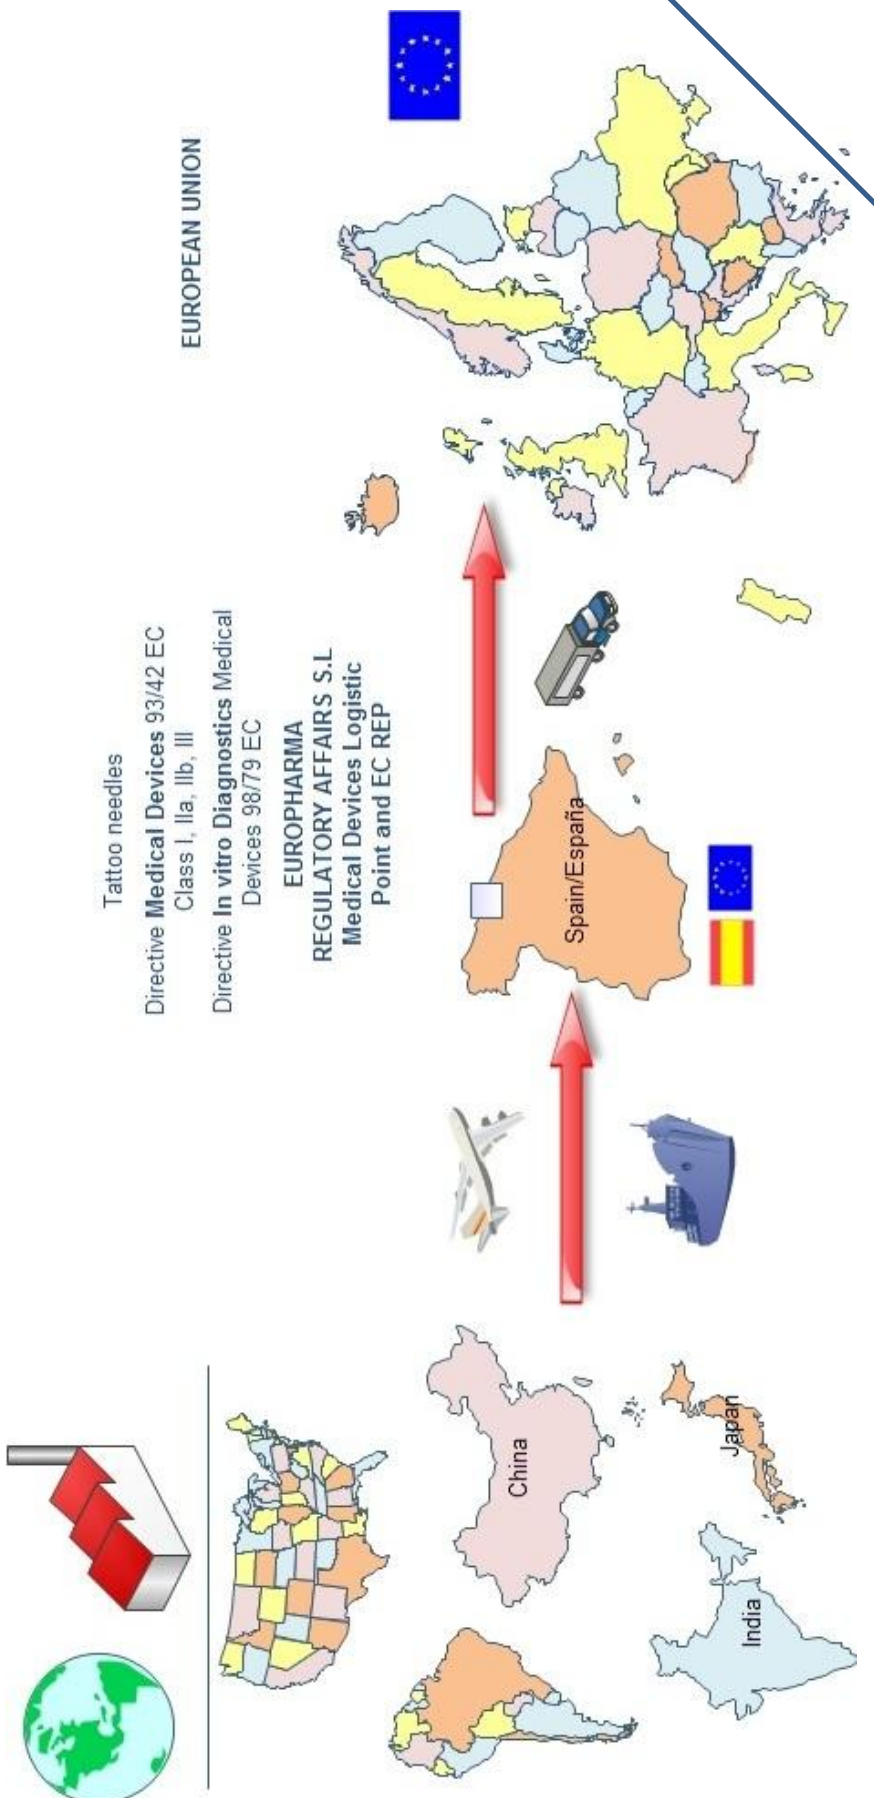 EUROPEAN UNION
Tattoo needles
Directive Medical Devices 93/42 EC
Class I, IIa, IIb, III
Directive In vitro Diagnostics Medical
Devices 98/79 EC
EUROPHARMA
REGULATORY AFFAIRS S.L
Medical Devices Logistic
Point and EC REP
China
Spain/España
Japan
India